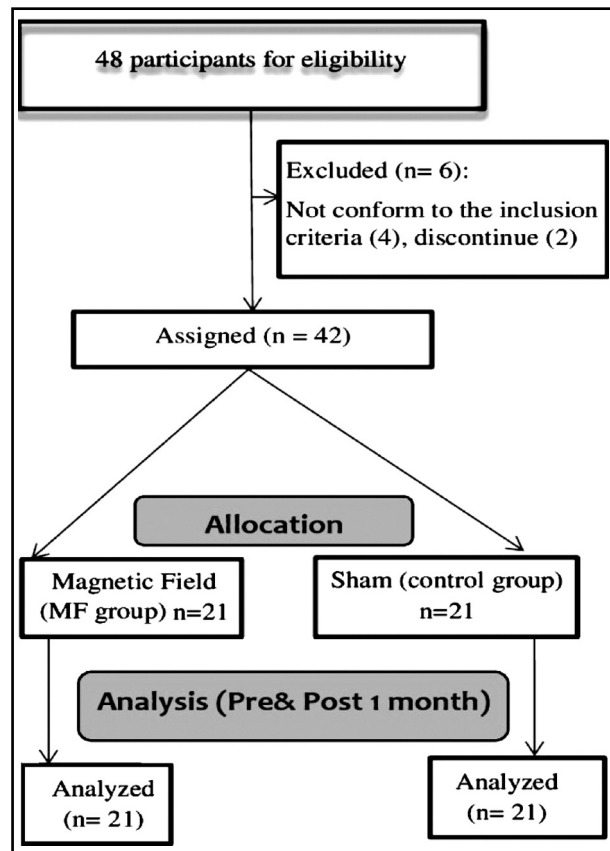 48 participants for eligibility
Excluded (n= 6):
Not conform to the inclusion
criteria (4), discontinue (2)
Assigned (n = 42)
Allocation
Magnetic Field
(MF group) n=21
Sham (control group)
n=21
Analysis (Pre& Post 1 month)
Analyzed
(n= 21)
Analyzed
(n= 21)